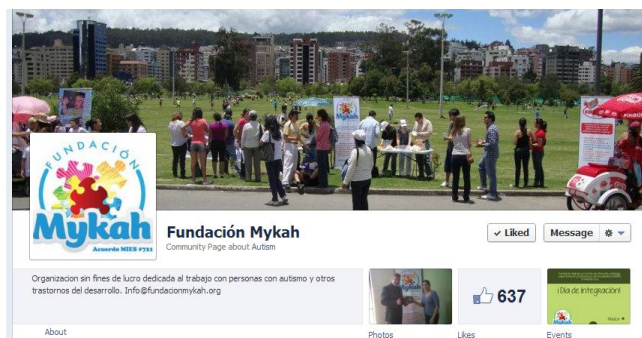 FUNDACIÓN
Mykah
Acuerdo MIES #711
Fundación Mykah
Community Page about Autism
Liked
Message
Organizacion sin fines de lucro dedicada al trabajo con personas con autismo y otros
trastornos del desarrollo. Info@fundacionmykah.org
637
¡Día de Integración!
Mykah
About
Photos
Likes
Events